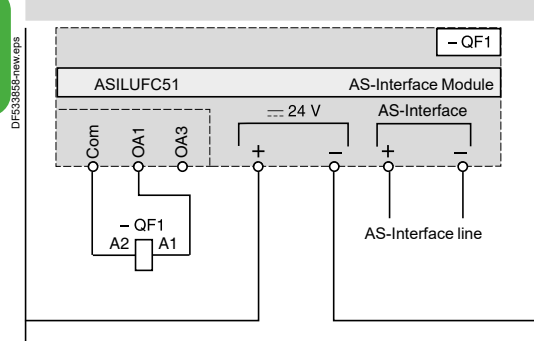 DF533858-new.eps
– QF1
ASILUFC51 AS-Interface Module
⎓ 24 V AS-Interface
Com OA1 OA3
+ – + –
– QF1
A2 A1
AS-Interface line